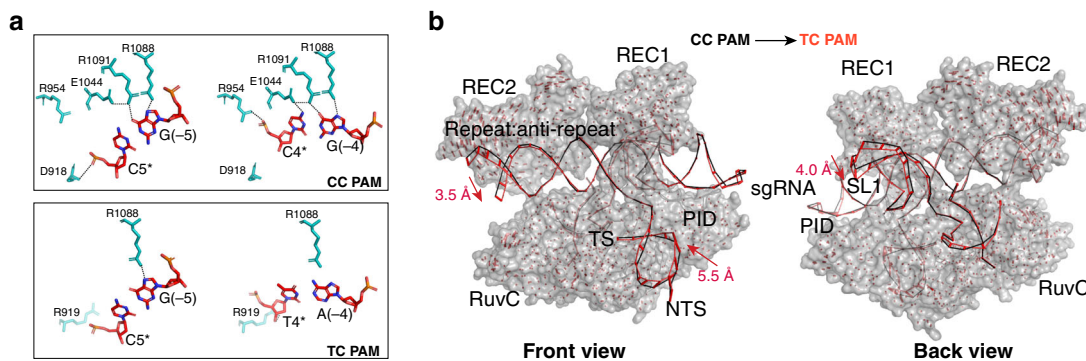 a
R1088
R1091
E1044
R954
G(–5)
C5*
D918
R1088
R1091
E1044
R954
C4*
G(–4)
D918
CC PAM
R1088
G(–5)
R919
C5*
R1088
R919
T4*
A(–4)
TC PAM
b
CC PAM
TC PAM
REC1
REC2
Repeat:anti-repeat
3.5 Å
sgRNA
PID
TS
5.5 Å
RuvC
NTS
Front view
REC1
REC2
4.0 Å
SL1
PID
RuvC
Back view